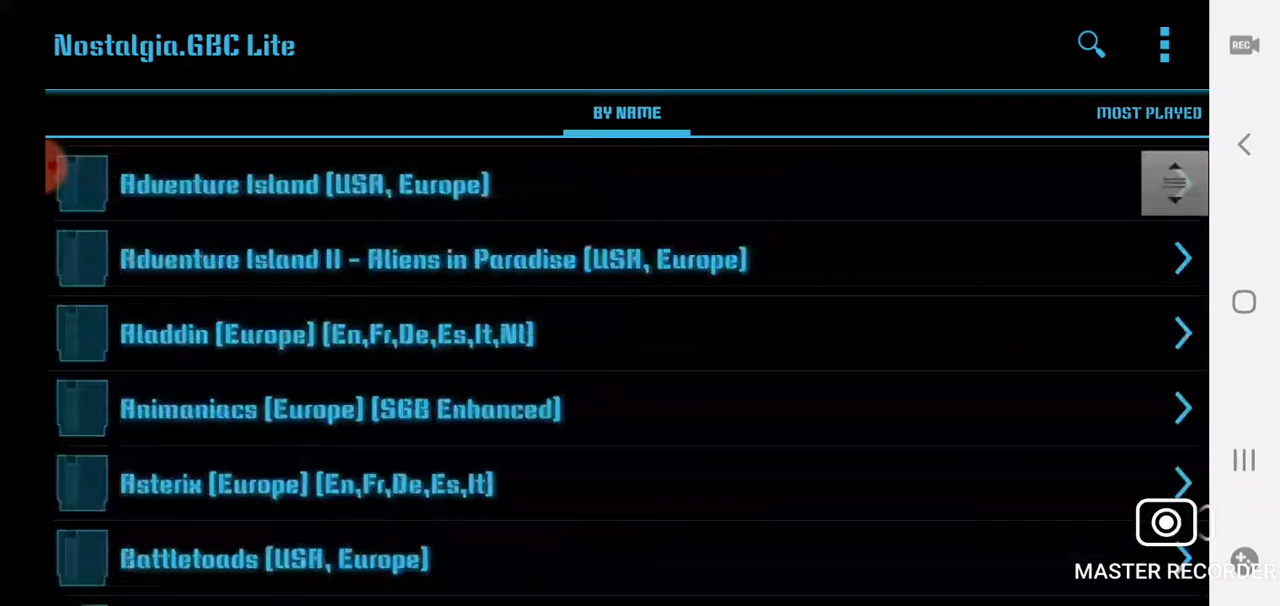 Nostalgia.GBC Lite
REC
BY NAME
MOST PLAYED
Adventure Island [USA, Europe]
Adventure Island II - Aliens in Paradise [USA, Europe]
Aladdin [Europe] [En,Fr,De,Es,It,Nl]
Animaniacs [Europe] [SGB Enhanced]
Asterix [Europe] [En,Fr,De,Es,It]
Battletoads [USA, Europe]
MASTER RECORDER